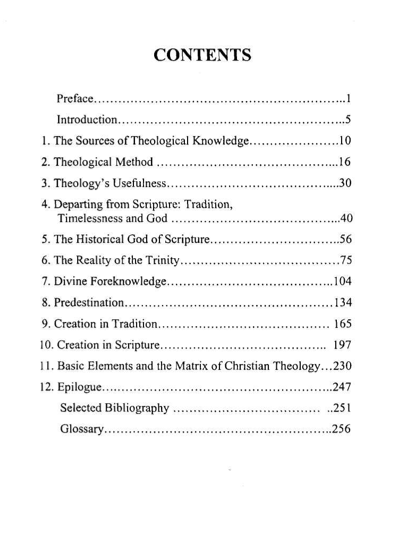 CONTENTS
Preface..............................................................1
Introduction.......................................................5
1. The Sources of Theological Knowledge......................10
2. Theological Method ............................................16
3. Theology's Usefulness..........................................30
4. Departing from Scripture: Tradition,
Timelessness and God .........................................40
5. The Historical God of Scripture................................56
6. The Reality of the Trinity.......................................75
7. Divine Foreknowledge.........................................104
8. Predestination...................................................134
9. Creation in Tradition.......................................... 165
10. Creation in Scripture.......................................... 197
11. Basic Elements and the Matrix of Christian Theology...230
12. Epilogue.........................................................247
Selected Bibliography .................................... ..251
Glossary........................................................256